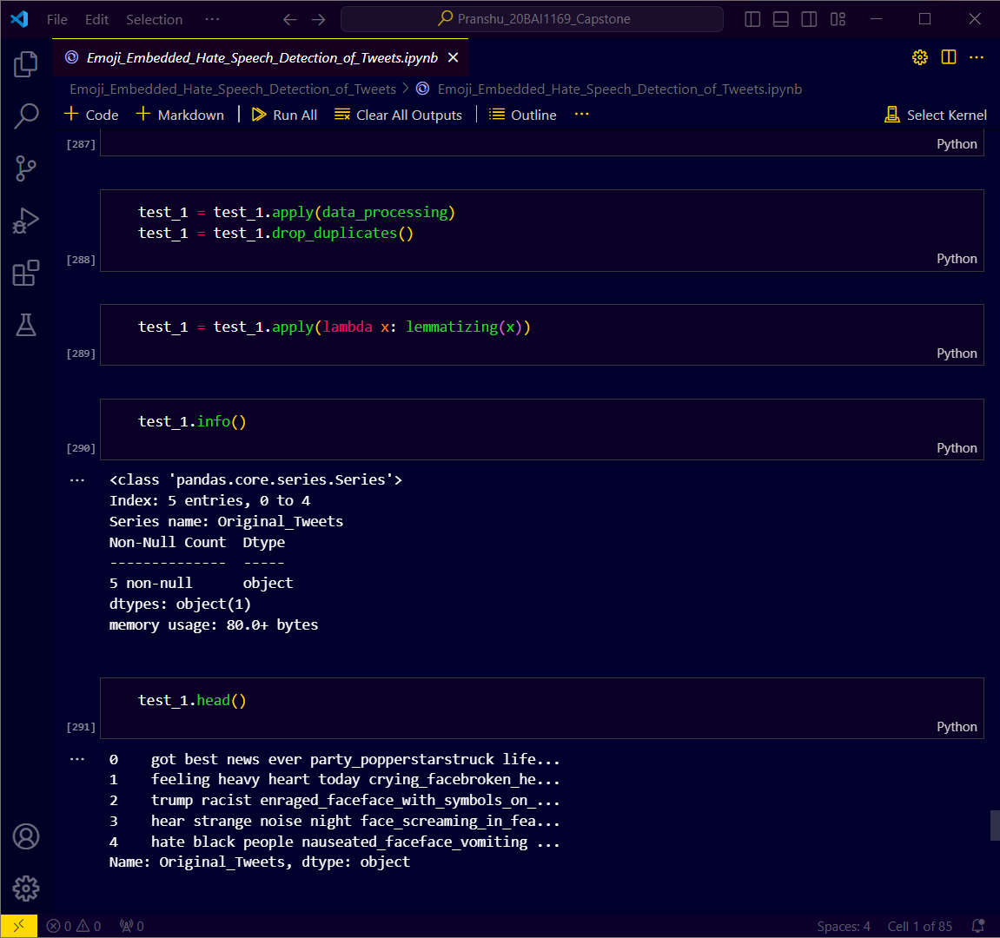 File Edit Selection ··· Pranshu_20BAI1169_Capstone
Emoji_Embedded_Hate_Speech_Detection_of_Tweets.ipynb
Emoji_Embedded_Hate_Speech_Detection_of_Tweets > Emoji_Embedded_Hate_Speech_Detection_of_Tweets.ipynb
+ Code + Markdown | Run All Clear All Outputs | Outline ··· Select Kernel
[287] Python
test_1 = test_1.apply(data_processing)
test_1 = test_1.drop_duplicates()
[288] Python
test_1 = test_1.apply(lambda x: lemmatizing(x))
[289] Python
test_1.info()
[290] Python
··· <class 'pandas.core.series.Series'>
Index: 5 entries, 0 to 4
Series name: Original_Tweets
Non-Null Count  Dtype
--------------  -----
5 non-null      object
dtypes: object(1)
memory usage: 80.0+ bytes
test_1.head()
[291] Python
··· 0    got best news ever party_popperstarstruck life...
1    feeling heavy heart today crying_facebroken_he...
2    trump racist enraged_faceface_with_symbols_on_...
3    hear strange noise night face_screaming_in_fea...
4    hate black people nauseated_faceface_vomiting ...
Name: Original_Tweets, dtype: object
0 0 0 Spaces: 4 Cell 1 of 85